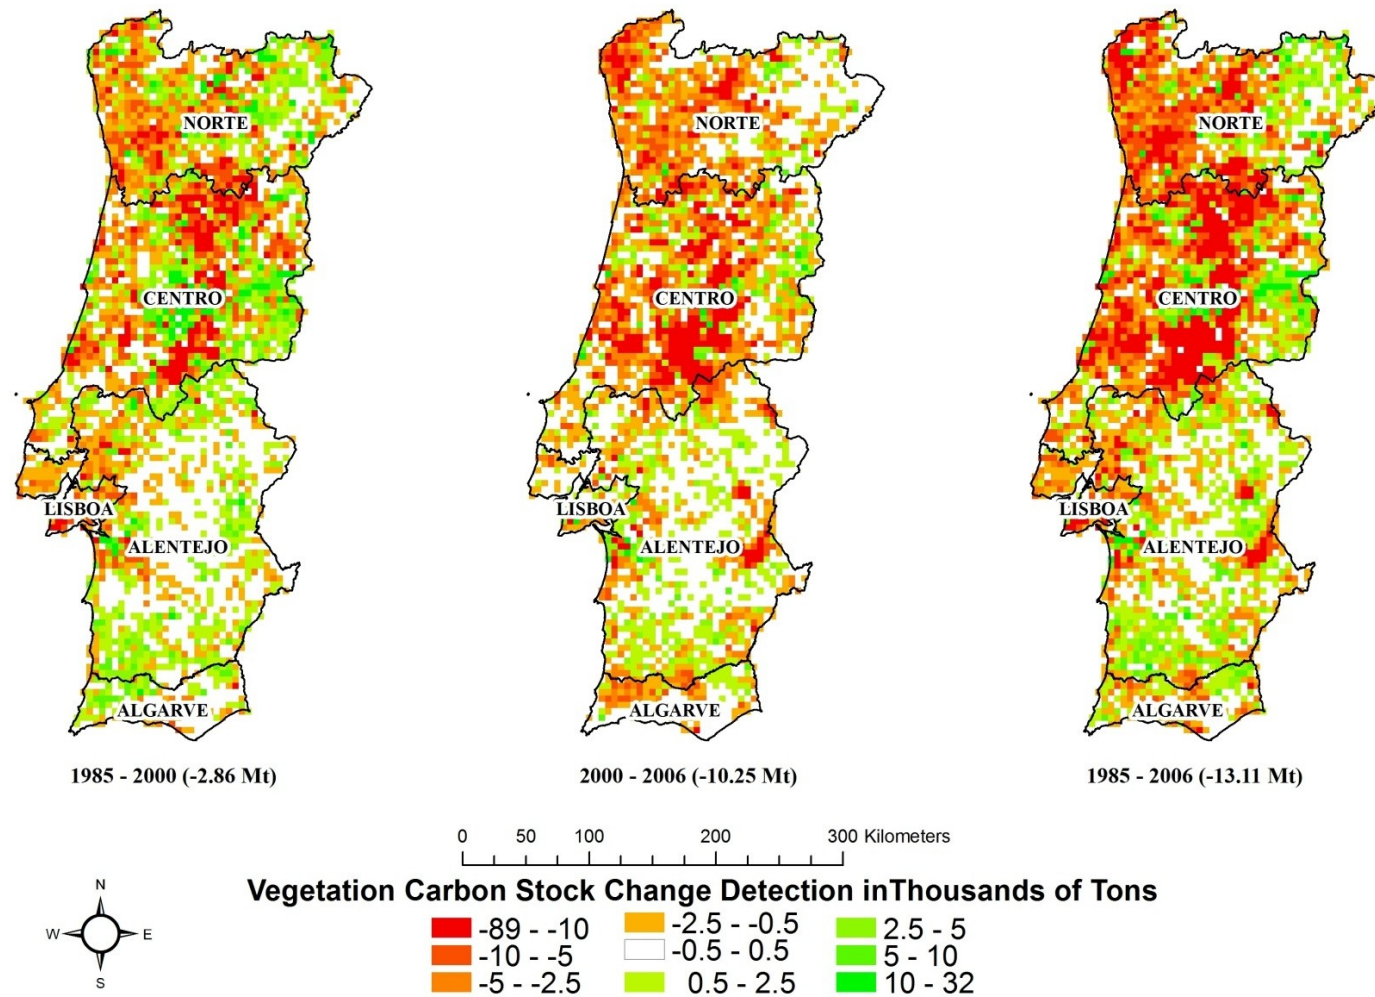 NORTE
CENTRO
LISBOA
ALENTEJO
ALGARVE
1985 - 2000 (-2.86 Mt)
NORTE
CENTRO
LISBOA
ALENTEJO
ALGARVE
2000 - 2006 (-10.25 Mt)
NORTE
CENTRO
LISBOA
ALENTEJO
ALGARVE
1985 - 2006 (-13.11 Mt)
0 50 100 200 300 Kilometers
N
W E
S
Vegetation Carbon Stock Change Detection inThousands of Tons
-89 - -10
-10 - -5
-5 - -2.5
-2.5 - -0.5
-0.5 - 0.5
0.5 - 2.5
2.5 - 5
5 - 10
10 - 32